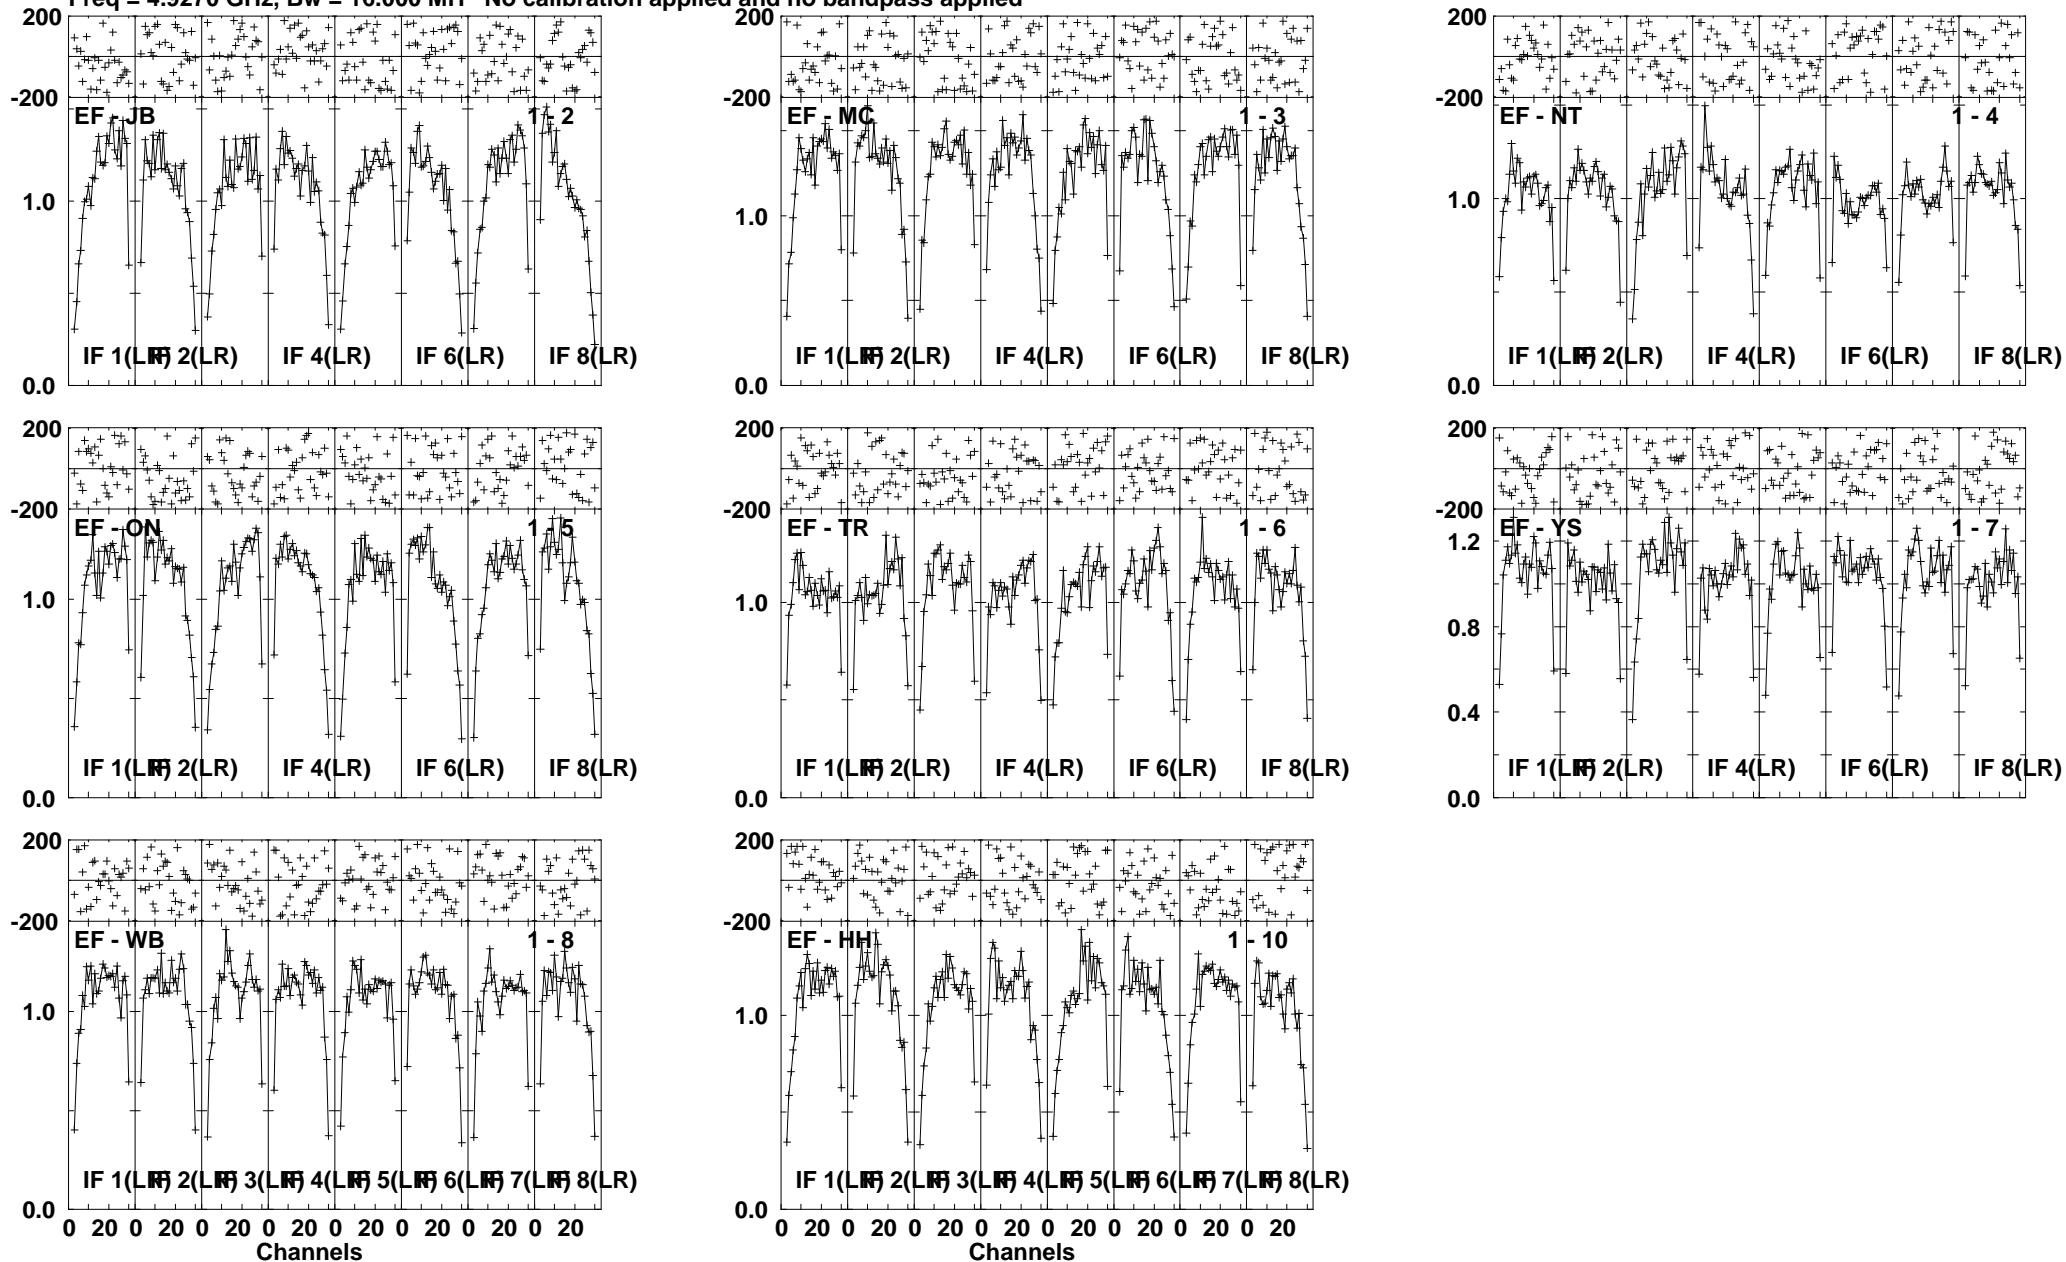 Freq = 4.9276 GHz, Bw = 16.000 MH No calibration applied and no bandpass applied
200 200 200
-200 -200 -200
EF - JB 1 - 2 EF - MC 1 - 3 EF - NT 1 - 4
1.0 1.0 1.0
IF 1(LR) IF 2(LR) IF 4(LR) IF 6(LR) IF 8(LR) IF 1(LR) IF 2(LR) IF 4(LR) IF 6(LR) IF 8(LR) IF 1(LR) IF 2(LR) IF 4(LR) IF 6(LR) IF 8(LR)
0.0 0.0 0.0
200 200 200
-200 -200 -200
EF - ON 1 - 5 EF - TR 1 - 6 EF - YS 1 - 7
1.2
1.0 1.0
0.8
IF 1(LR) IF 2(LR) IF 4(LR) IF 6(LR) IF 8(LR) IF 1(LR) IF 2(LR) IF 4(LR) IF 6(LR) IF 8(LR) IF 1(LR) IF 2(LR) IF 4(LR) IF 6(LR) IF 8(LR)
0.4
0.0 0.0 0.0
200 200
-200 -200
EF - WB 1 - 8 EF - HH 1 - 10
1.0 1.0
IF 1(LR) IF 2(LR) IF 3(LR) IF 4(LR) IF 5(LR) IF 6(LR) IF 7(LR) IF 8(LR) IF 1(LR) IF 2(LR) IF 3(LR) IF 4(LR) IF 5(LR) IF 6(LR) IF 7(LR) IF 8(LR)
0.0 0.0
0 20 0 20 0 20 0 20 0 20 0 20 0 20 0 20 0 20 0 20 0 20 0 20 0 20 0 20 0 20 0 20
Channels Channels